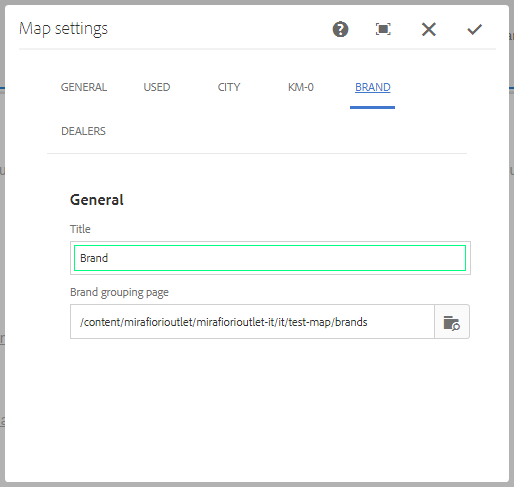 Map settings
GENERAL USED CITY KM-0 BRAND
DEALERS
General
Title
Brand
Brand grouping page
/content/mirafiorioutlet/mirafiorioutlet-it/it/test-map/brands